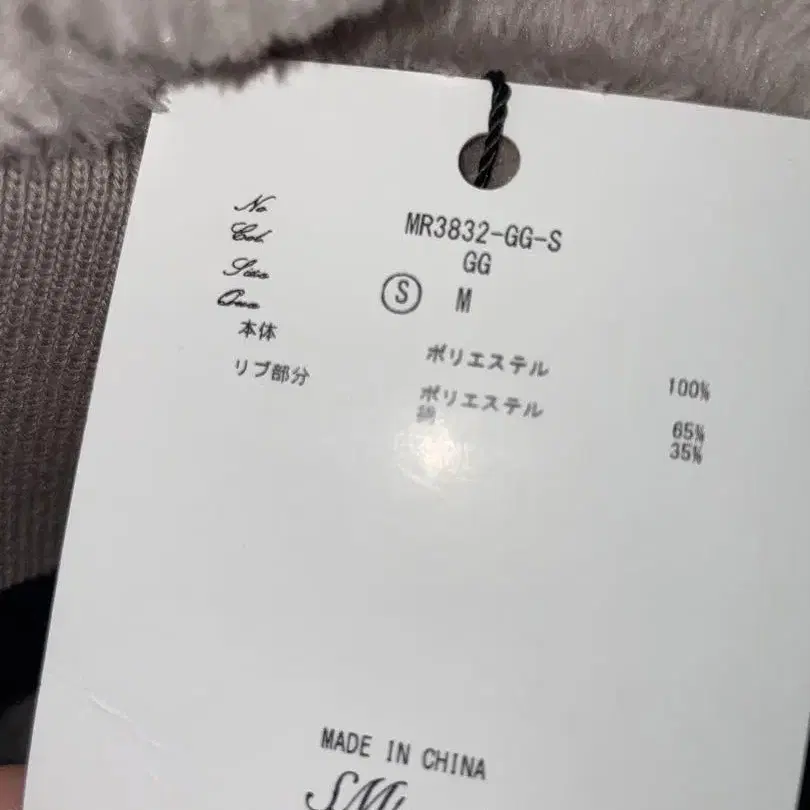 No. MR3832-GG-S
Col. GG
Size Ⓢ M
本体 ポリエステル 100%
リブ部分 ポリエステル 65%
綿 35%
MADE IN CHINA